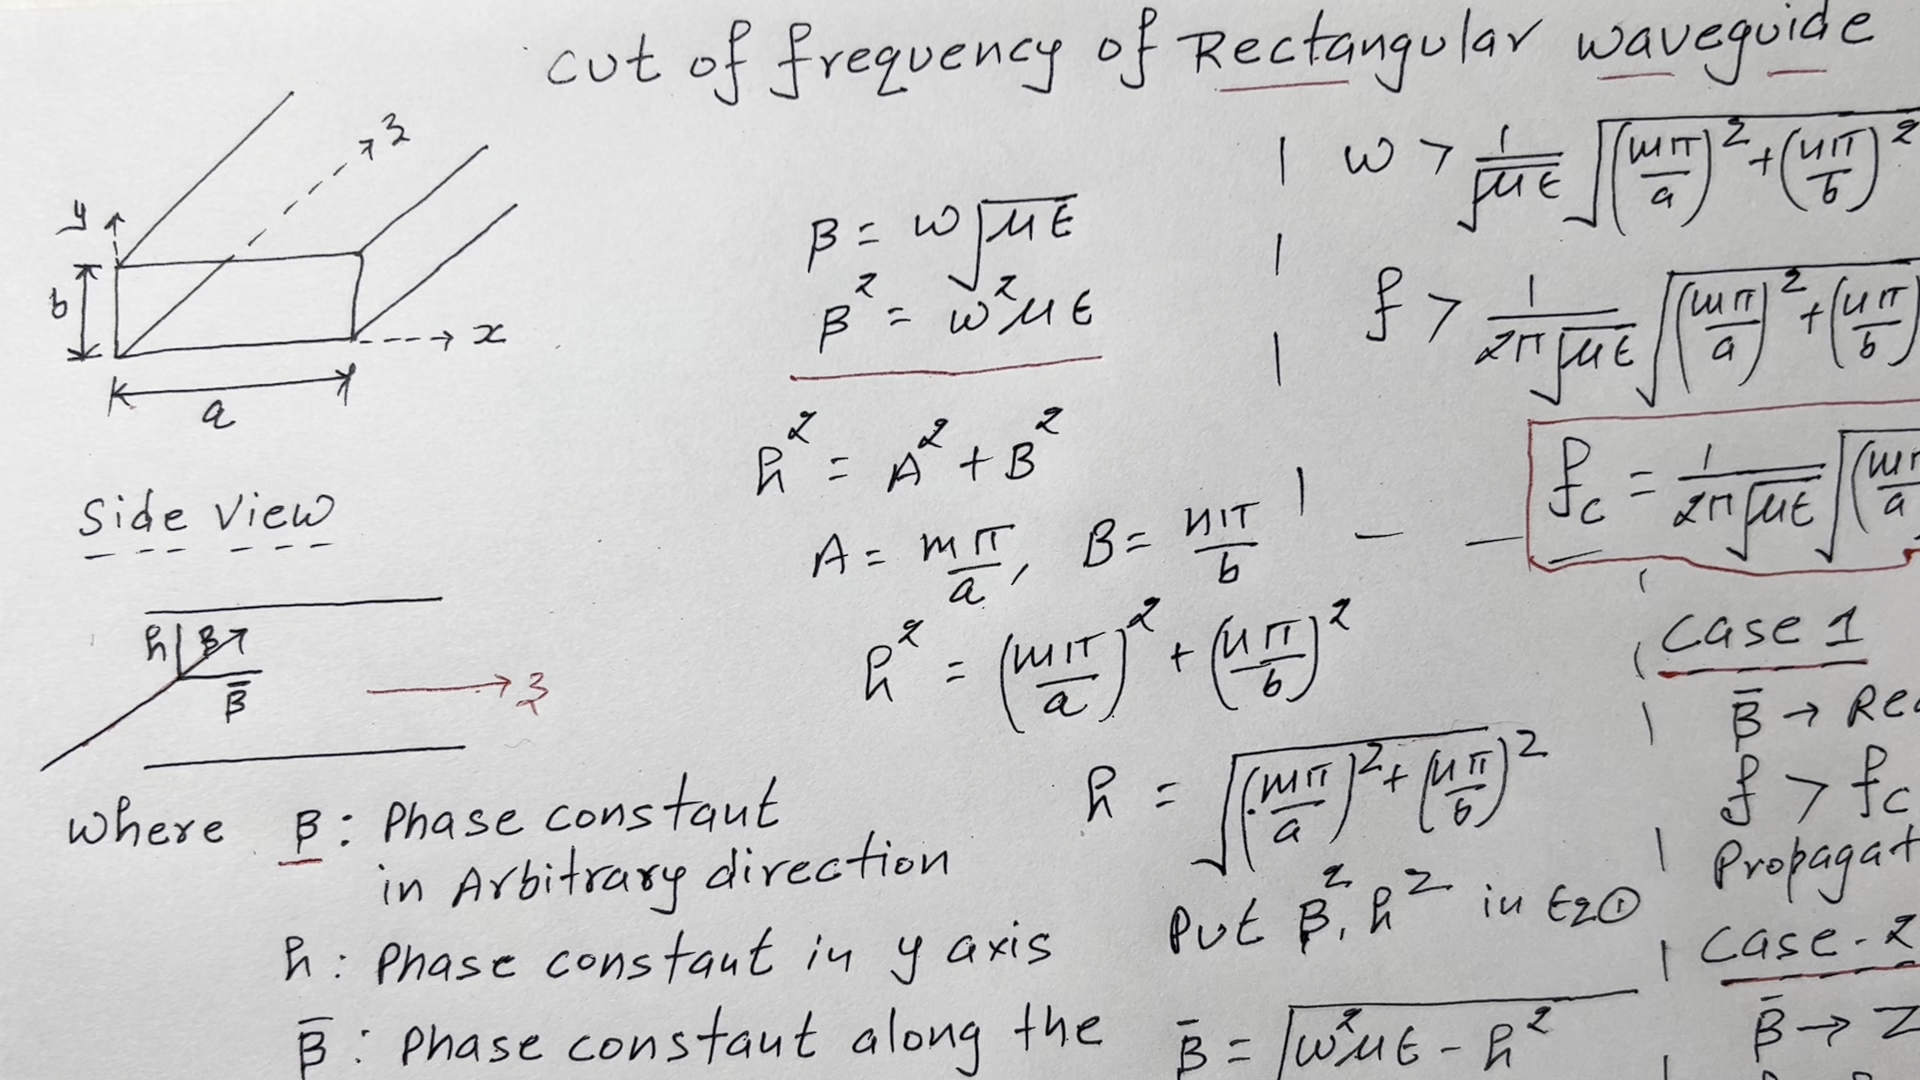 cut of frequency of Rectangular waveguide
z
y
b
x
a
Side View
h β
β̄
z
where β: Phase constant
in Arbitrary direction
h: Phase constant in y axis
β̄: Phase constant along the
β = ω√με
β² = ω²με
h² = A² + B²
A = mπ/a, B = nπ/b
h² = (mπ/a)² + (nπ/b)²
h = √(mπ/a)² + (nπ/b)²
Put β², h² in Eq①
β̄ = √ω²με - h²
ω > 1/√με √(mπ/a)² + (nπ/b)²
f > 1/2π√με √(mπ/a)² + (nπ/b)
fc = 1/2π√με √(mπ/a
Case 1
β̄ → Rea
f > fc
Propagat
Case-2
β̄ → Z